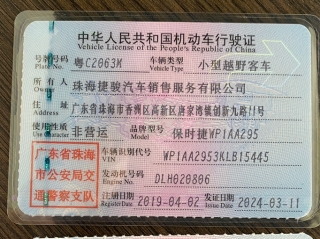 中华人民共和国机动车行驶证
Vehicle License of the People's Republic of China
号牌号码 粤C2063M 车辆类型 小型越野客车
Plate No. Vehicle Type
所有人 珠海捷骏汽车销售服务有限公司
Owner
住址 广东省珠海市香洲区高新区唐家湾镇创新九路11号
Address
使用性质 非营运 品牌型号 保时捷WP1AA295
Use Character Model
广东省珠海
市公安局交
通警察支队
车辆识别代号 WP1AA2953KLB15445
VIN
发动机号码 DLH020806
Engine No.
注册日期 2019-04-02 发证日期 2024-03-11
Register Date Issue Date